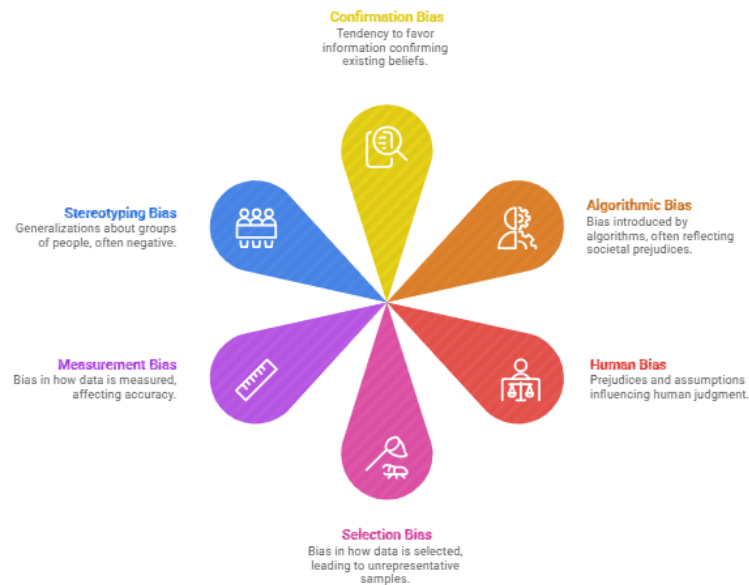 Confirmation Bias
Tendency to favor
information confirming
existing beliefs.
Stereotyping Bias
Generalizations about groups
of people, often negative.
Algorithmic Bias
Bias introduced by
algorithms, often reflecting
societal prejudices.
Measurement Bias
Bias in how data is measured,
affecting accuracy.
Human Bias
Prejudices and assumptions
influencing human judgment.
Selection Bias
Bias in how data is selected,
leading to unrepresentative
samples.